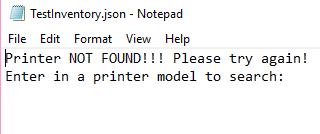 TestInventory.json - Notepad
File Edit Format View Help
Printer NOT FOUND!!! Please try again!
Enter in a printer model to search: